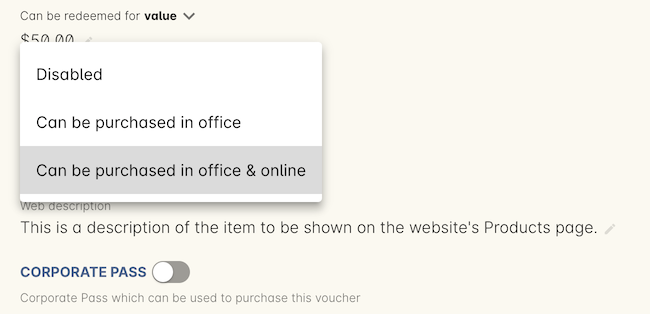 Can be redeemed for value
$50.00
Disabled
Can be purchased in office
Can be purchased in office & online
Web description
This is a description of the item to be shown on the website's Products page.
CORPORATE PASS
Corporate Pass which can be used to purchase this voucher